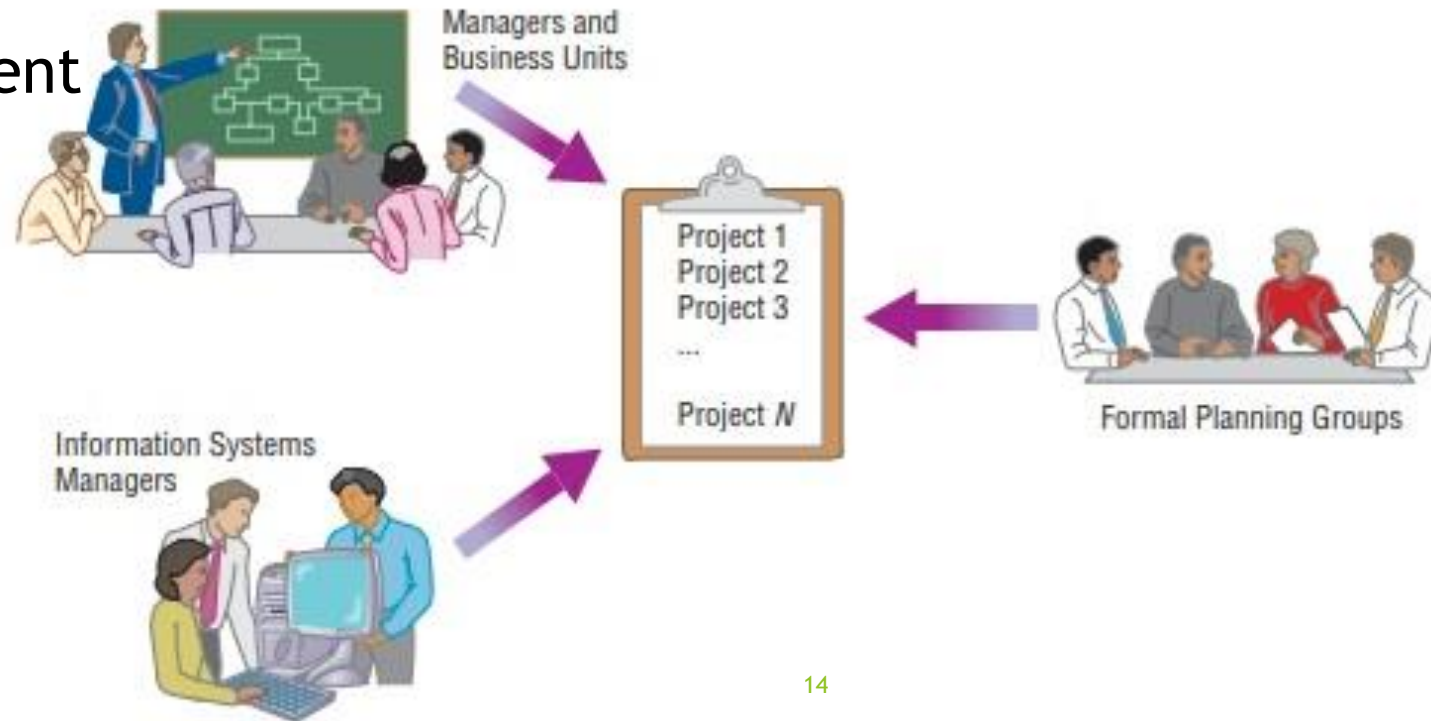 ent
Managers and
Business Units
Project 1
Project 2
Project 3
...
Project N
Formal Planning Groups
Information Systems
Managers
14